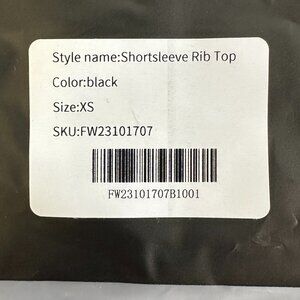 Style name:Shortsleeve Rib Top
Color:black
Size:XS
SKU:FW23101707
FW23101707B1001